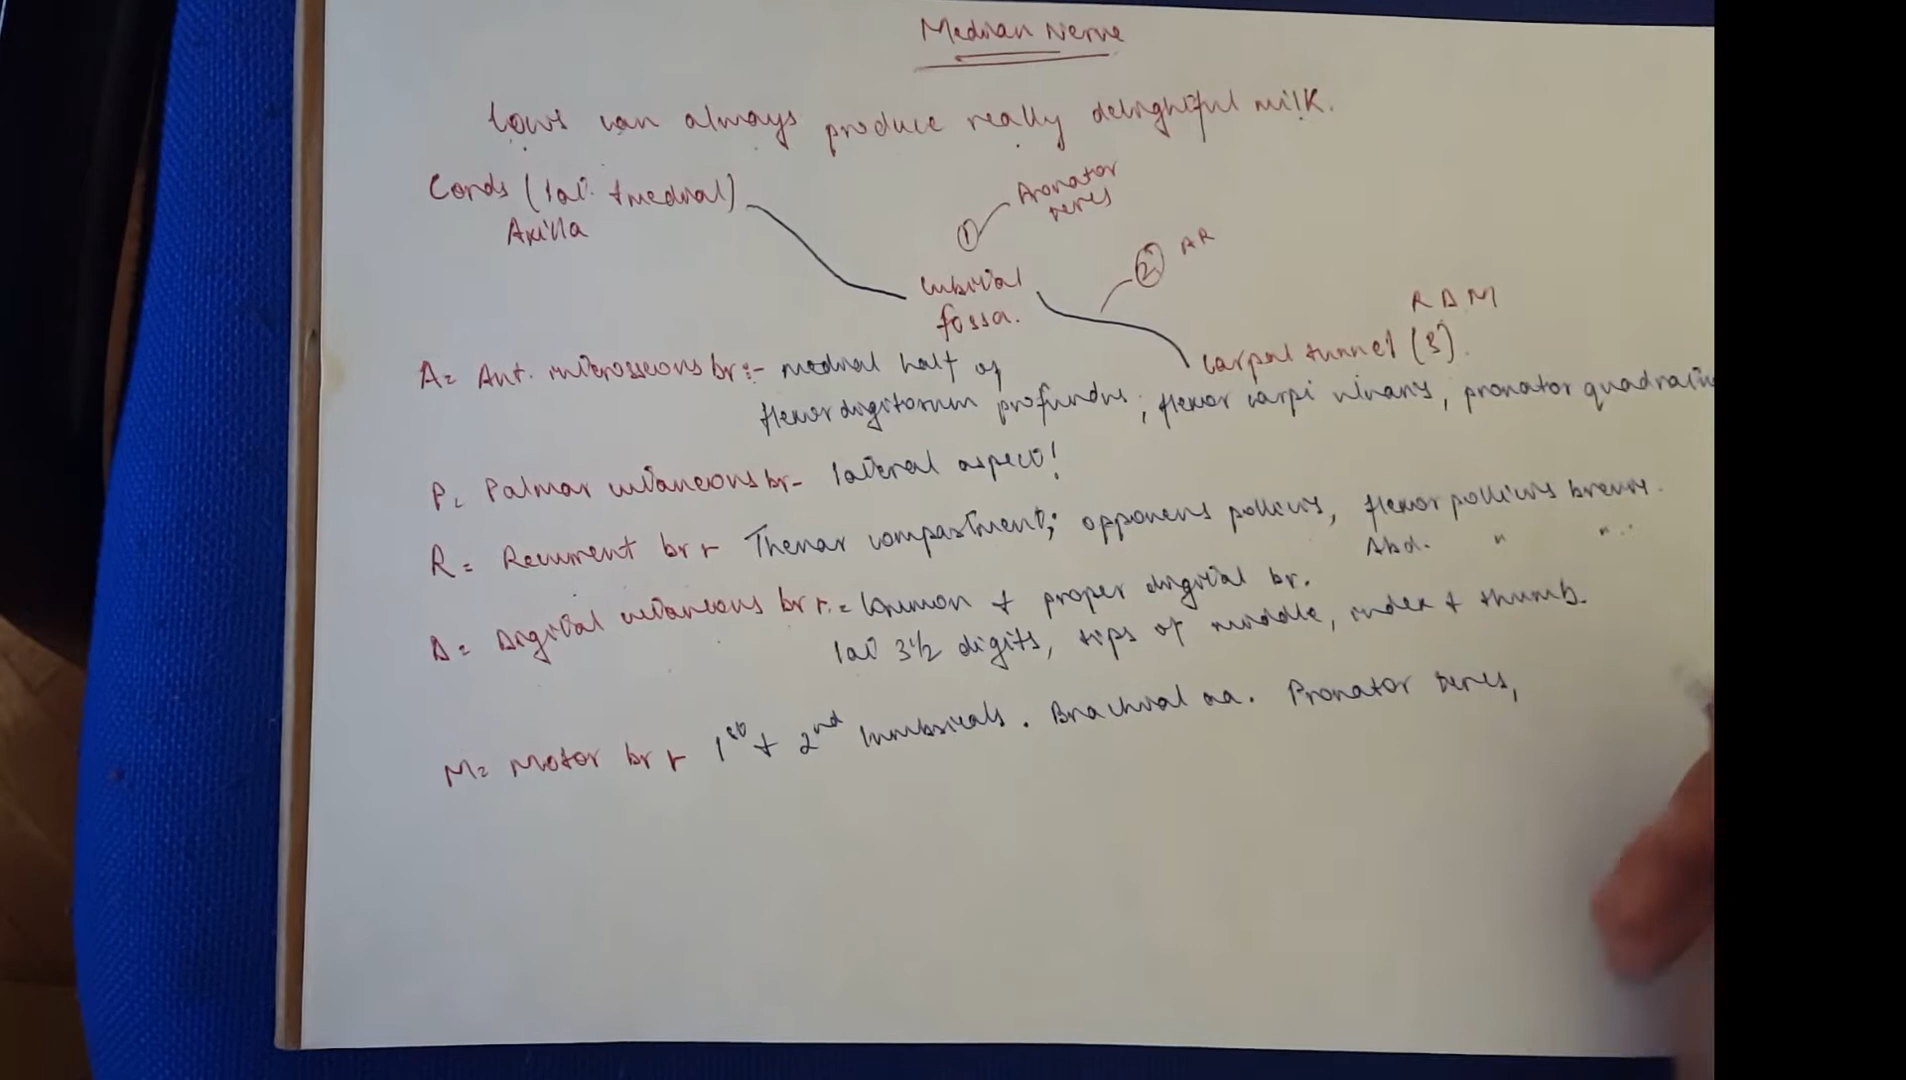 Median Nerve
Cows can always produce really delightful milk.
Cords (lat. + medial)
Axilla
① Pronator
teres
② AR
Cubital
fossa.
R D M
Carpal tunnel (3).
A= Ant. interosseous br:- medial half of
flexor digitorum profundus; flexor carpi ulnaris, pronator quadratus
P= Palmar cutaneous br- lateral aspect!
R= Recurrent br r Thenar compartment; opponens pollicis, flexor pollicis brevis.
Abd. " "
D= Digital cutaneous br r.= Common + proper digital br.
lat 3½ digits, tips of middle, index + thumb.
M= Motor br r 1st + 2nd lumbricals. Brachial aa. Pronator teres,